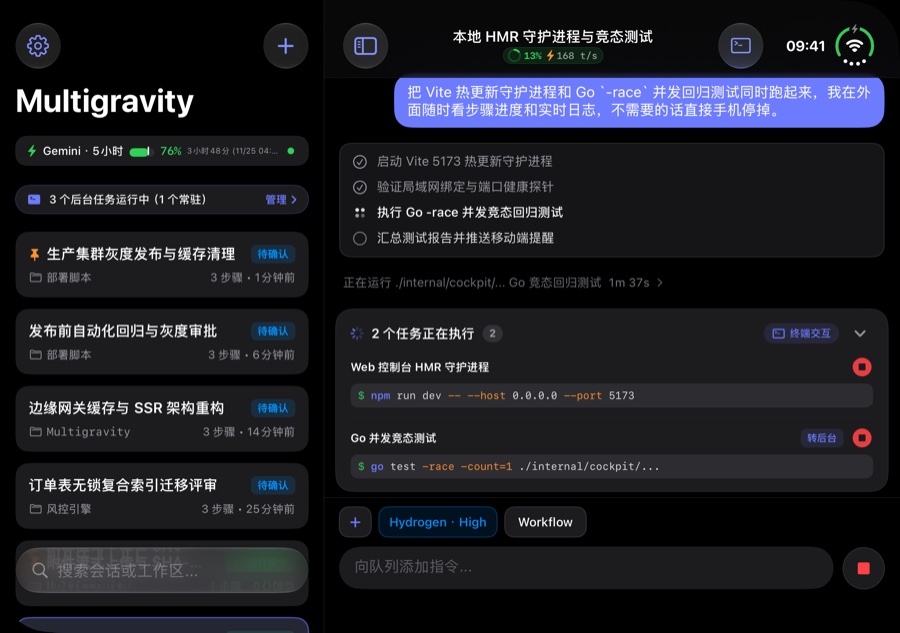 Multigravity
Gemini · 5小时 76% 3小时48分 (11/25 04:...
3 个后台任务运行中 (1 个常驻) 管理
生产集群灰度发布与缓存清理 待确认
部署脚本 3 步骤 • 1分钟前
发布前自动化回归与灰度审批 待确认
部署脚本 3 步骤 • 6分钟前
边缘网关缓存与 SSR 架构重构 待确认
Multigravity 3 步骤 • 14分钟前
订单表无锁复合索引迁移评审 待确认
风控引擎 3 步骤 • 25分钟前
搜索会话或工作区...
本地 HMR 守护进程与竞态测试
13% 168 t/s
09:41
把 Vite 热更新守护进程和 Go `-race` 并发回归测试同时跑起来，我在外
面随时看步骤进度和实时日志，不需要的话直接手机停掉。
启动 Vite 5173 热更新守护进程
验证局域网绑定与端口健康探针
执行 Go -race 并发竞态回归测试
汇总测试报告并推送移动端提醒
正在运行 ./internal/cockpit/... Go 竞态回归测试 1m 37s
2 个任务正在执行 2 终端交互
Web 控制台 HMR 守护进程
$ npm run dev -- --host 0.0.0.0 --port 5173
Go 并发竞态测试 转后台
$ go test -race -count=1 ./internal/cockpit/...
+ Hydrogen · High Workflow
向队列添加指令...